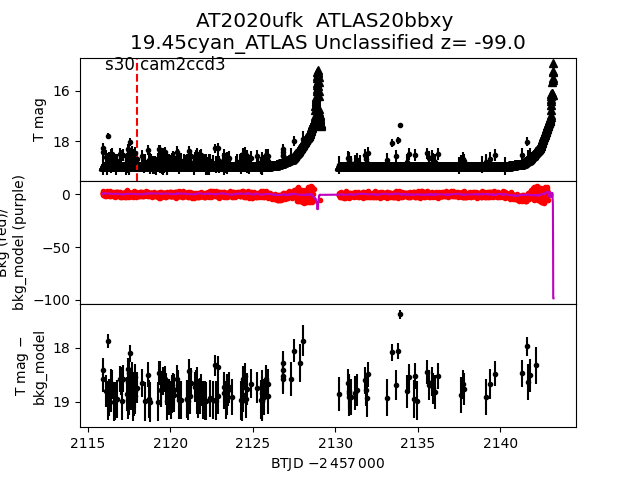 AT2020ufk  ATLAS20bbxy
19.45cyan_ATLAS Unclassified z= -99.0
s30 cam2ccd3
T mag
16
18
Bkg (red)/
bkg_model (purple)
0
−50
−100
T mag −
bkg_model
18
19
2115 2120 2125 2130 2135 2140
BTJD −2 457 000